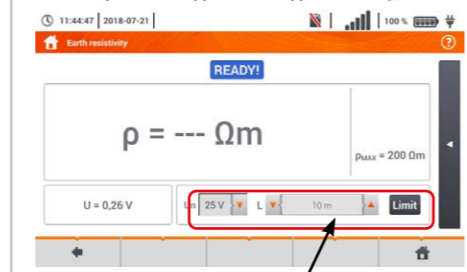 11:44:47 2018-07-21 100 %
Earth resistivity
READY!
ρ = --- Ωm
ρMAX = 200 Ωm
U = 0,26 V Un 25 V L 10 m Limit